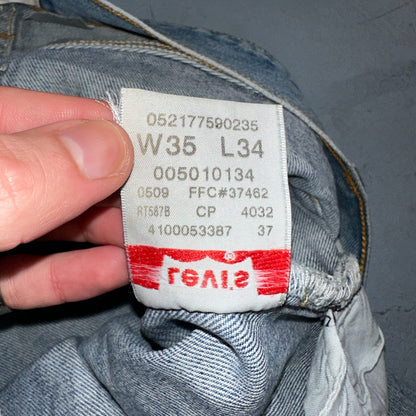 052177590235
W35 L34
005010134
0509 FFC#37462
RT587B CP 4032
4100053387 37
Levi's